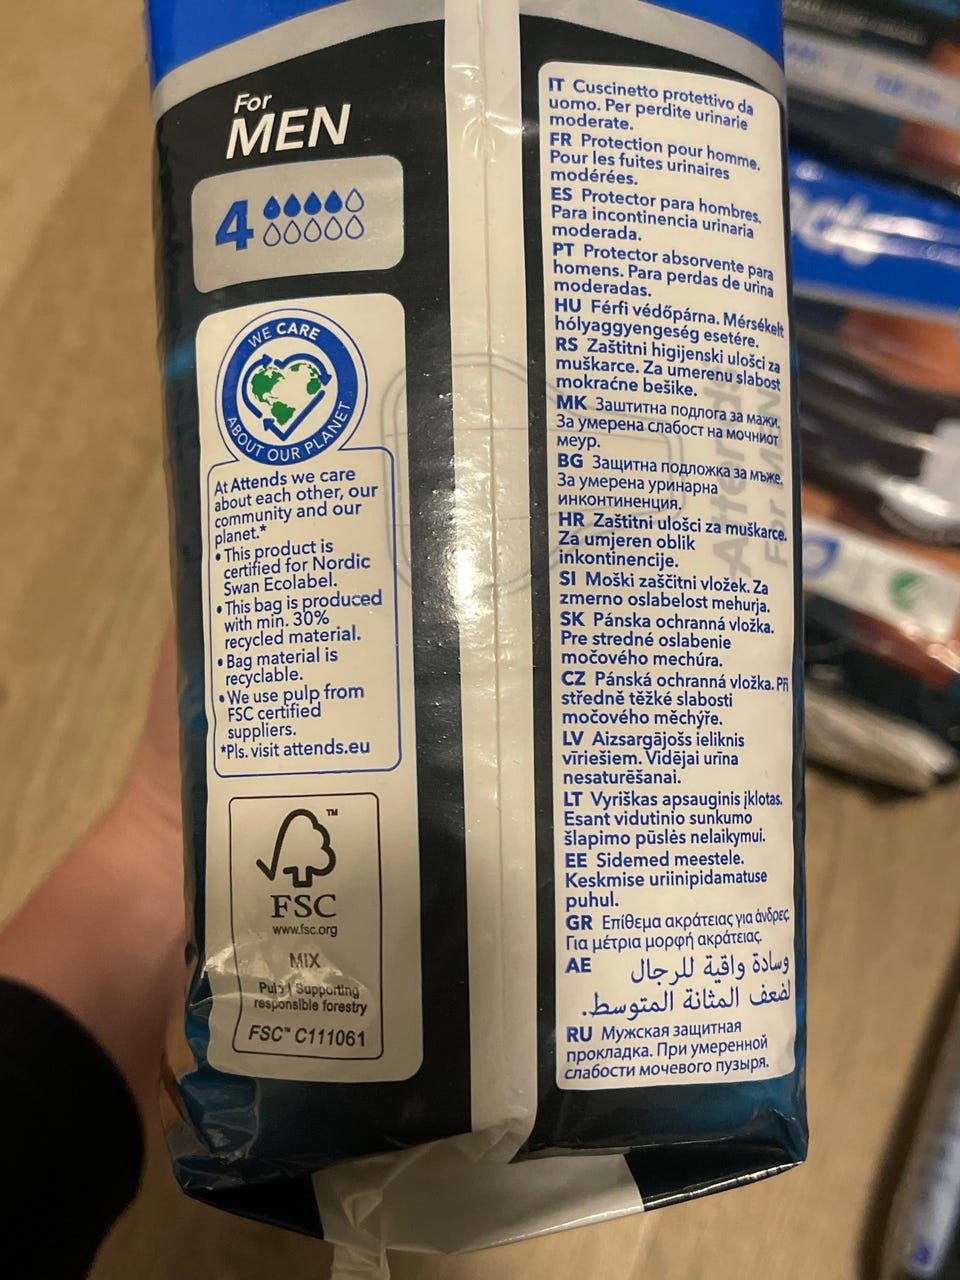 For
MEN
4
WE CARE
ABOUT OUR PLANET
At Attends we care
about each other, our
community and our
planet.*
• This product is
certified for Nordic
Swan Ecolabel.
• This bag is produced
with min. 30%
recycled material.
• Bag material is
recyclable.
• We use pulp from
FSC certified
suppliers.
*Pls. visit attends.eu
™
FSC
www.fsc.org
MIX
Pulp | Supporting
responsible forestry
FSC™ C111061
IT Cuscinetto protettivo da
uomo. Per perdite urinarie
moderate.
FR Protection pour homme.
Pour les fuites urinaires
modérées.
ES Protector para hombres.
Para incontinencia urinaria
moderada.
PT Protector absorvente para
homens. Para perdas de urina
moderadas.
HU Férfi védőpárna. Mérsékelt
hólyaggyengeség esetére.
RS Zaštitni higijenski ulošci za
muškarce. Za umerenu slabost
mokraćne bešike.
MK Заштитна подлога за мажи.
За умерена слабост на мочниот
меур.
BG Защитна подложка за мъже.
За умерена уринарна
инконтиненция.
HR Zaštitni ulošci za muškarce.
Za umjeren oblik
inkontinencije.
SI Moški zaščitni vložek. Za
zmerno oslabelost mehurja.
SK Pánska ochranná vložka.
Pre stredné oslabenie
močového mechúra.
CZ Pánská ochranná vložka. Při
středně těžké slabosti
močového měchýře.
LV Aizsargājošs ieliktnis
vīriešiem. Vidējai urīna
nesaturēšanai.
LT Vyriškas apsauginis įklotas.
Esant vidutinio sunkumo
šlapimo pūslės nelaikymui.
EE Sidemed meestele.
Keskmise uriinipidamatuse
puhul.
GR Επίθεμα ακράτειας για άνδρες.
Για μέτρια μορφή ακράτειας.
AE وسادة واقية للرجال
لضعف المثانة المتوسط.
RU Мужская защитная
прокладка. При умеренной
слабости мочевого пузыря.
Attends
For MEN